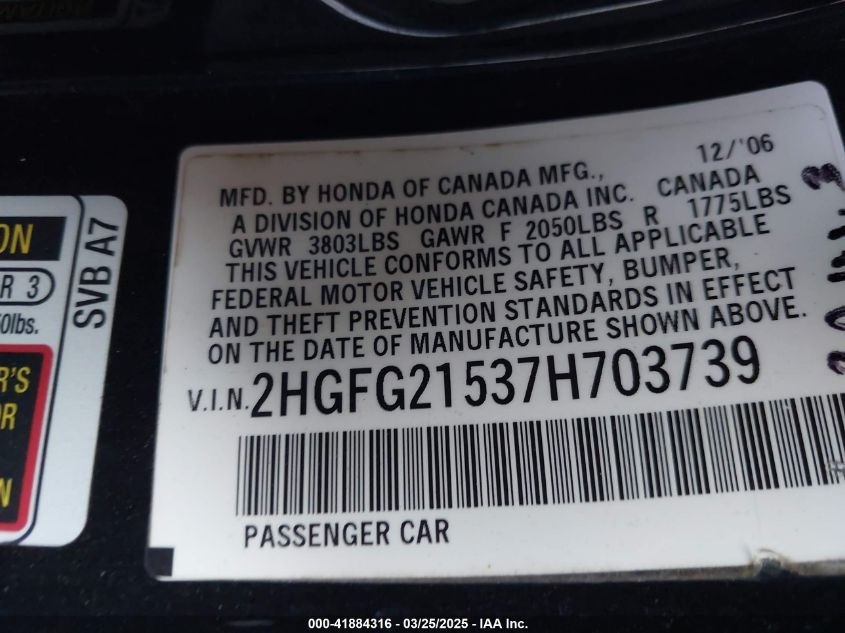 12/'06
MFD. BY HONDA OF CANADA MFG.,
A DIVISION OF HONDA CANADA INC. CANADA
GVWR 3803LBS GAWR F 2050LBS R 1775LBS
THIS VEHICLE CONFORMS TO ALL APPLICABLE
FEDERAL MOTOR VEHICLE SAFETY, BUMPER,
AND THEFT PREVENTION STANDARDS IN EFFECT
ON THE DATE OF MANUFACTURE SHOWN ABOVE.
V.I.N. 2HGFG21537H703739
PASSENGER CAR
SVB A7
R 3
000-41884316 - 03/25/2025 - IAA Inc.